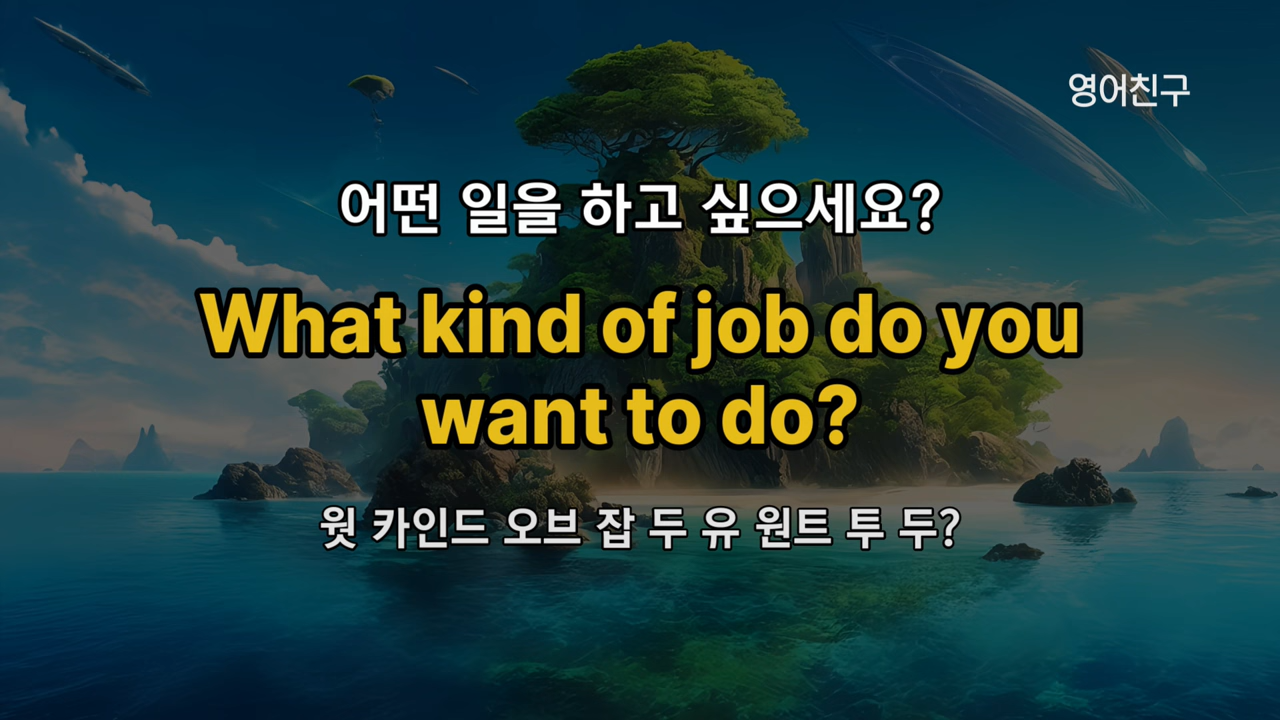 영어친구
어떤 일을 하고 싶으세요?
What kind of job do you
want to do?
웟 카인드 오브 잡 두 유 원트 투 두?